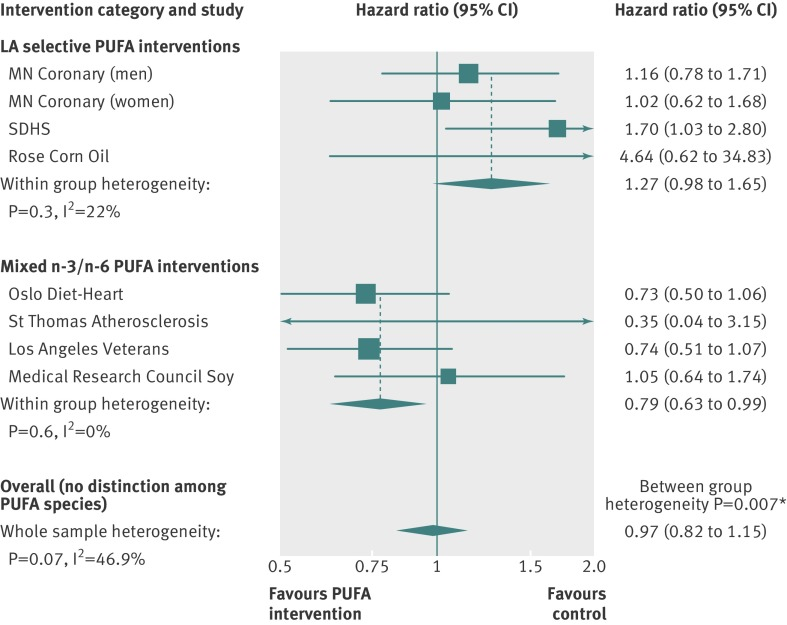 Intervention category and study Hazard ratio (95% CI) Hazard ratio (95% CI)
LA selective PUFA interventions
MN Coronary (men) 1.16 (0.78 to 1.71)
MN Coronary (women) 1.02 (0.62 to 1.68)
SDHS 1.70 (1.03 to 2.80)
Rose Corn Oil 4.64 (0.62 to 34.83)
Within group heterogeneity: 1.27 (0.98 to 1.65)
P=0.3, I²=22%
Mixed n-3/n-6 PUFA interventions
Oslo Diet-Heart 0.73 (0.50 to 1.06)
St Thomas Atherosclerosis 0.35 (0.04 to 3.15)
Los Angeles Veterans 0.74 (0.51 to 1.07)
Medical Research Council Soy 1.05 (0.64 to 1.74)
Within group heterogeneity: 0.79 (0.63 to 0.99)
P=0.6, I²=0%
Overall (no distinction among Between group
PUFA species) heterogeneity P=0.007*
Whole sample heterogeneity: 0.97 (0.82 to 1.15)
P=0.07, I²=46.9%
0.5 0.75 1 1.5 2.0
Favours PUFA Favours
intervention control